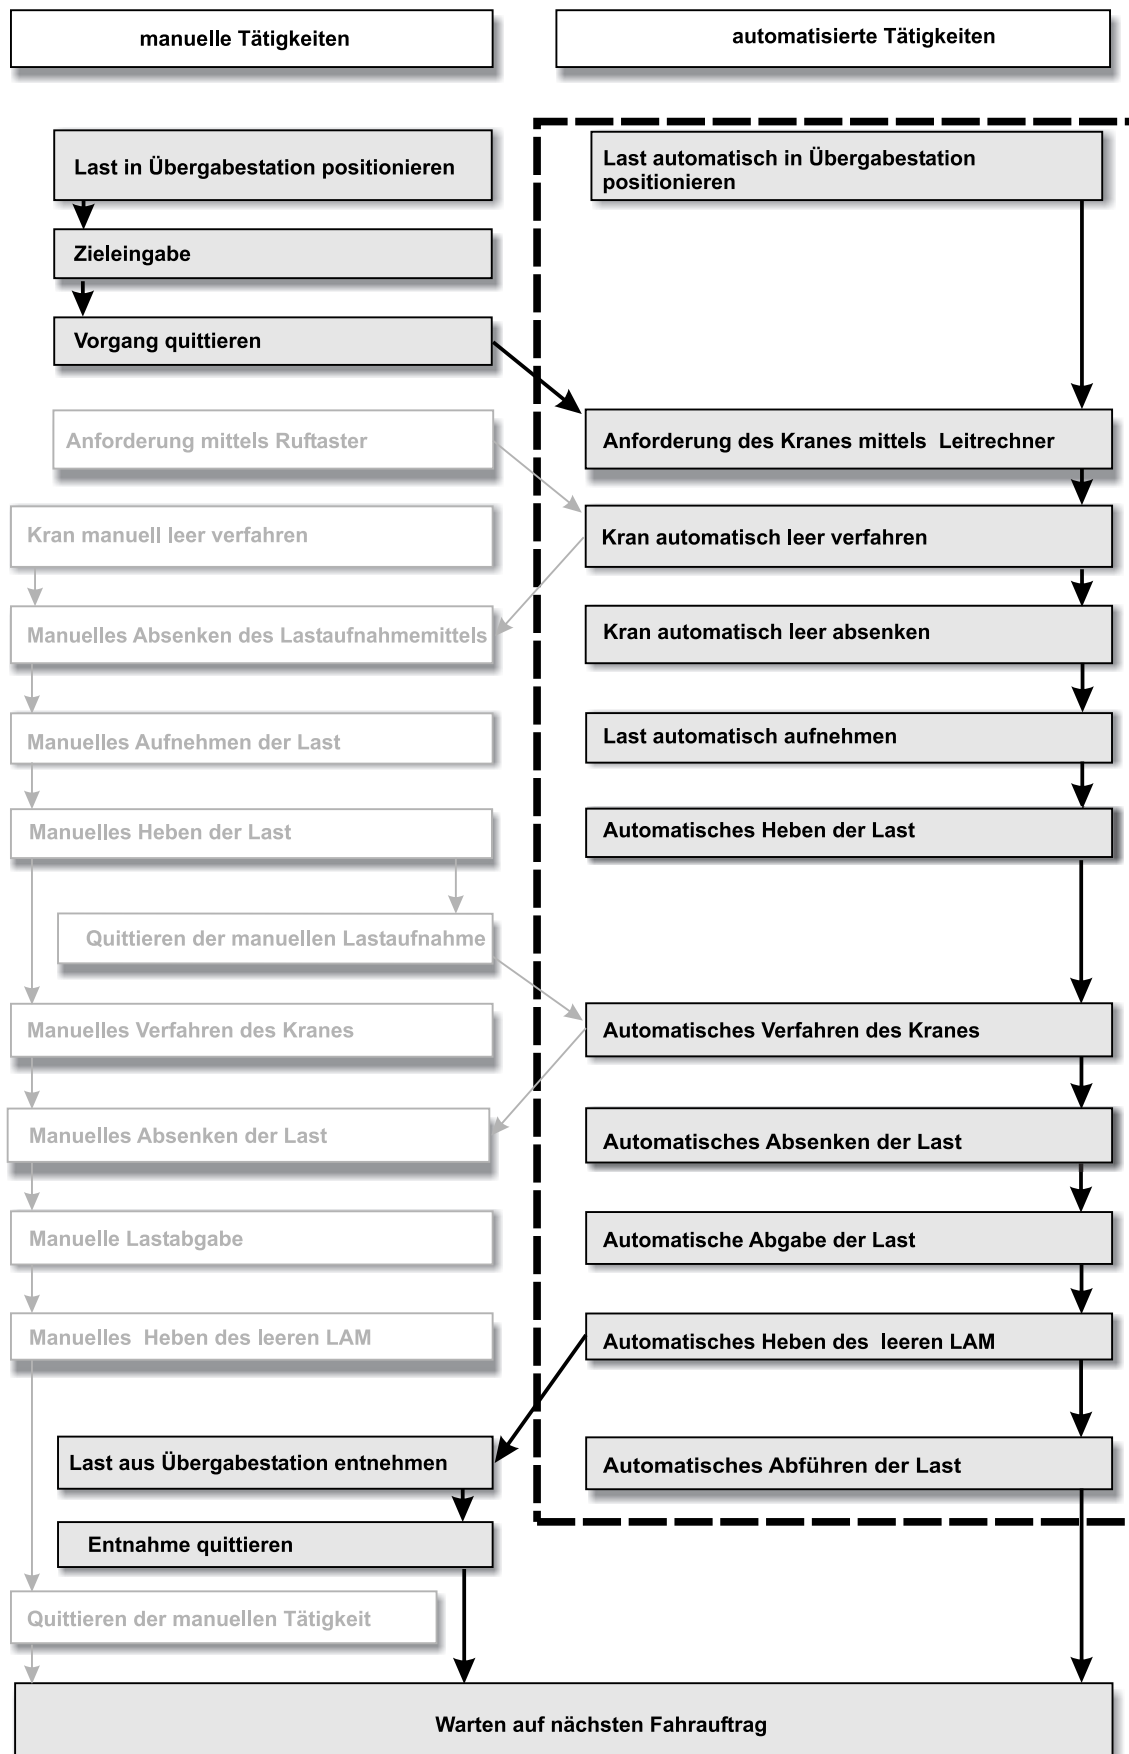 manuelle Tätigkeiten
automatisierte Tätigkeiten
Last in Übergabestation positionieren
Last automatisch in Übergabestation
positionieren
Zieleingabe
Vorgang quittieren
Anforderung mittels Ruftaster
Anforderung des Kranes mittels Leitrechner
Kran manuell leer verfahren
Kran automatisch leer verfahren
Manuelles Absenken des Lastaufnahmemittels
Kran automatisch leer absenken
Manuelles Aufnehmen der Last
Last automatisch aufnehmen
Manuelles Heben der Last
Automatisches Heben der Last
Quittieren der manuellen Lastaufnahme
Manuelles Verfahren des Kranes
Automatisches Verfahren des Kranes
Manuelles Absenken der Last
Automatisches Absenken der Last
Manuelle Lastabgabe
Automatische Abgabe der Last
Manuelles Heben des leeren LAM
Automatisches Heben des leeren LAM
Last aus Übergabestation entnehmen
Automatisches Abführen der Last
Entnahme quittieren
Quittieren der manuellen Tätigkeit
Warten auf nächsten Fahrauftrag